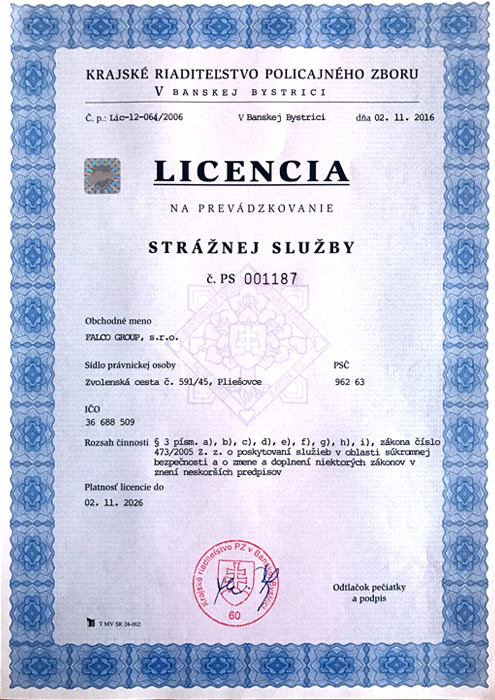 KRAJSKÉ RIADITEĽSTVO POLICAJNÉHO ZBORU
V BANSKEJ BYSTRICI
Č. p.: Lic-12-064/2006 V Banskej Bystrici dňa 02. 11. 2016
LICENCIA
NA PREVÁDZKOVANIE
STRÁŽNEJ SLUŽBY
č. PS 001187
Obchodné meno
FALCO GROUP, s.r.o.
Sídlo právnickej osoby PSČ
Zvolenská cesta č. 591/45, Pliešovce 962 63
IČO
36 688 509
Rozsah činnosti § 3 písm. a), b), c), d), e), f), g), h), i), zákona číslo
473/2005 Z. z. o poskytovaní služieb v oblasti súkromnej
bezpečnosti a o zmene a doplnení niektorých zákonov v
znení neskorších predpisov
Platnosť licencie do
02. 11. 2026
Krajské riaditeľstvo PZ v Banskej Bystrici
60
Odtlačok pečiatky
a podpis
T MV SR 24-002